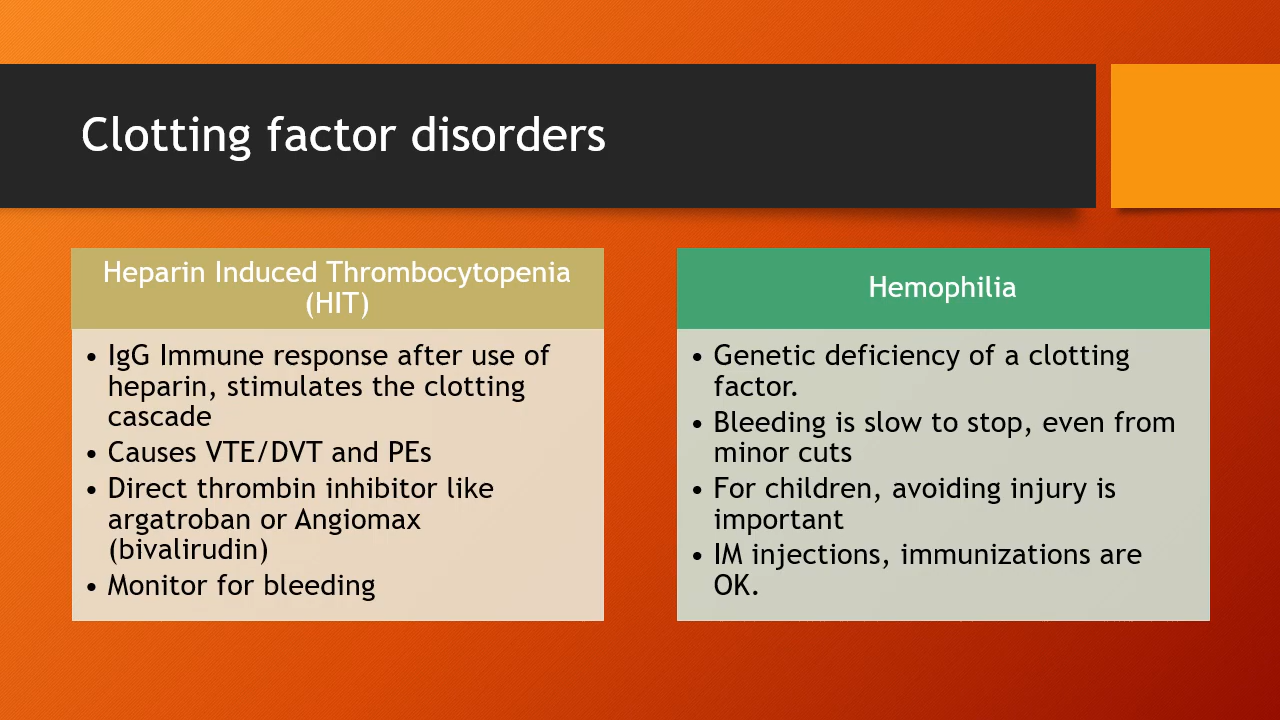 Clotting factor disorders
Heparin Induced Thrombocytopenia
(HIT)
• IgG Immune response after use of
heparin, stimulates the clotting
cascade
• Causes VTE/DVT and PEs
• Direct thrombin inhibitor like
argatroban or Angiomax
(bivalirudin)
• Monitor for bleeding
Hemophilia
• Genetic deficiency of a clotting
factor.
• Bleeding is slow to stop, even from
minor cuts
• For children, avoiding injury is
important
• IM injections, immunizations are
OK.